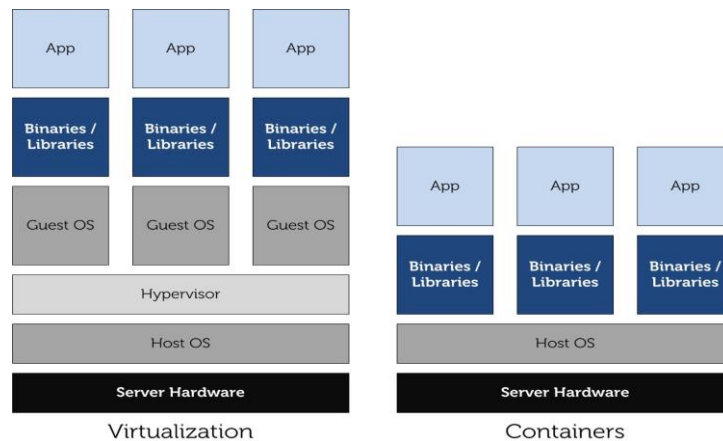 App App App
Binaries / Binaries / Binaries /
Libraries Libraries Libraries
App App App
Guest OS Guest OS Guest OS
Binaries / Binaries / Binaries /
Libraries Libraries Libraries
Hypervisor
Host OS Host OS
Server Hardware Server Hardware
Virtualization Containers